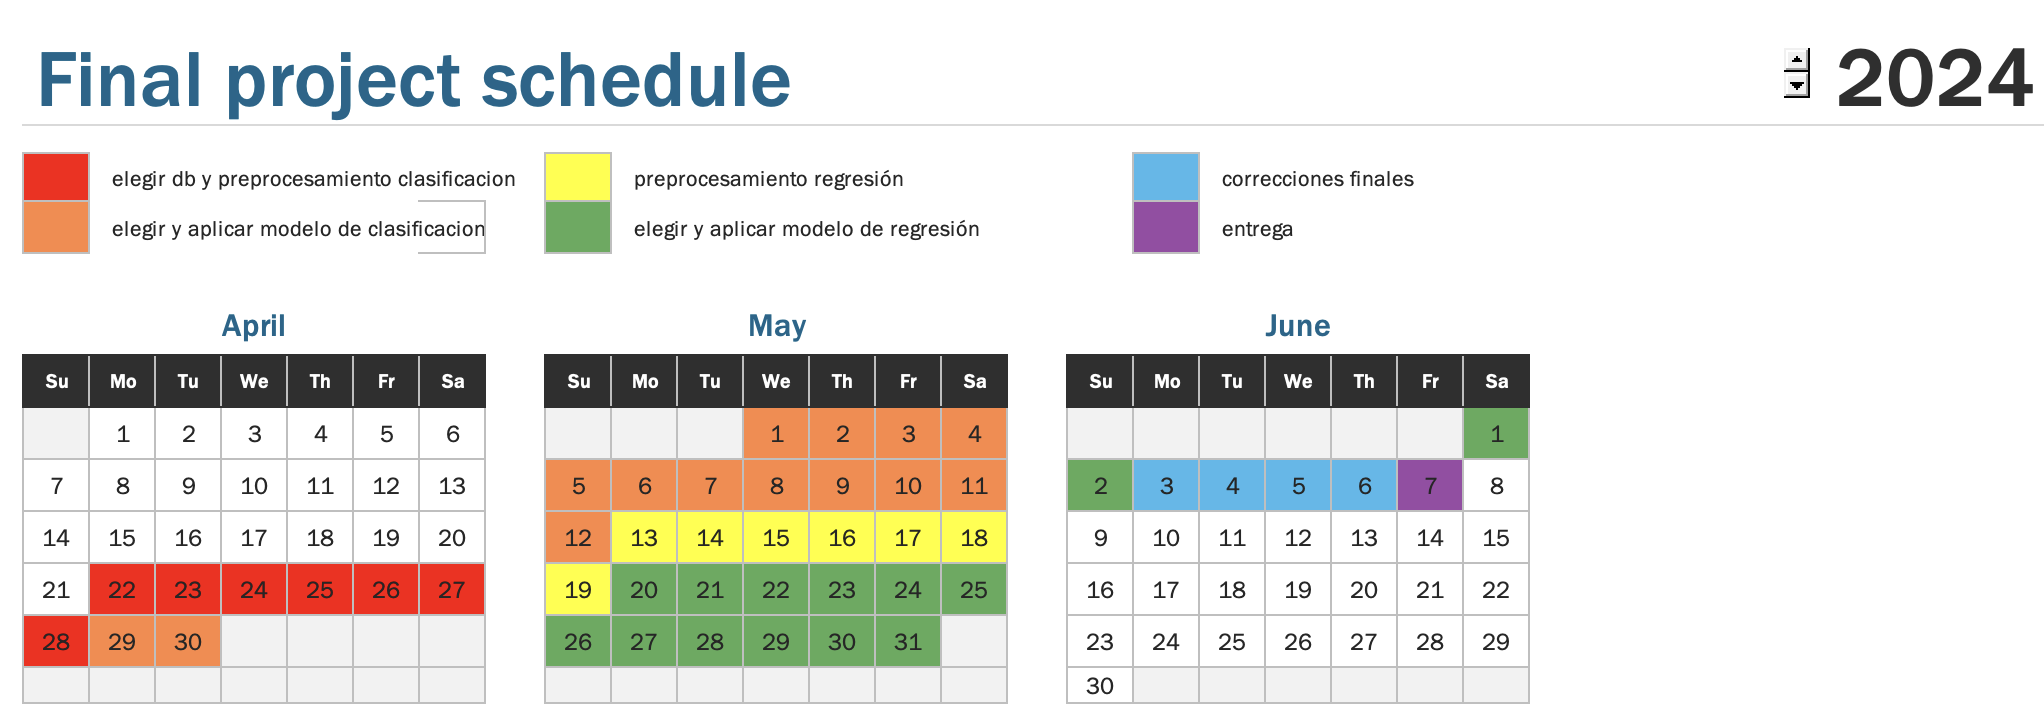 Final project schedule 2024
elegir db y preprocesamiento clasificacion preprocesamiento regresión correcciones finales
elegir y aplicar modelo de clasificacion elegir y aplicar modelo de regresión entrega
April
Su Mo Tu We Th Fr Sa
1 2 3 4 5 6
7 8 9 10 11 12 13
14 15 16 17 18 19 20
21 22 23 24 25 26 27
28 29 30
May
Su Mo Tu We Th Fr Sa
1 2 3 4
5 6 7 8 9 10 11
12 13 14 15 16 17 18
19 20 21 22 23 24 25
26 27 28 29 30 31
June
Su Mo Tu We Th Fr Sa
1
2 3 4 5 6 7 8
9 10 11 12 13 14 15
16 17 18 19 20 21 22
23 24 25 26 27 28 29
30